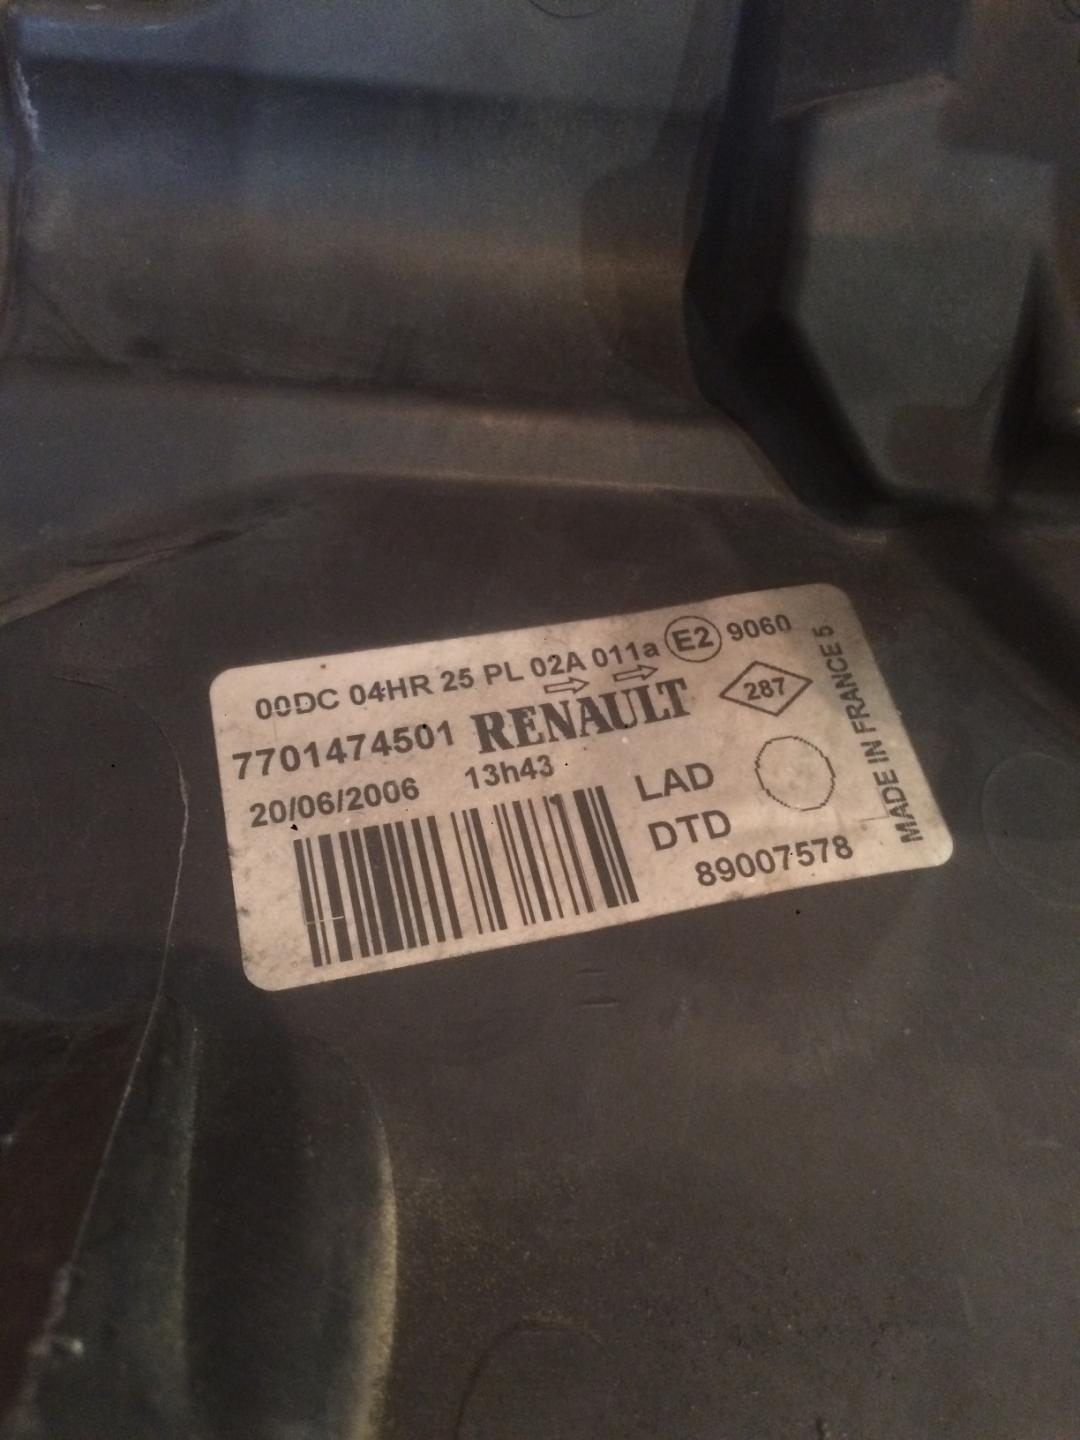 00DC 04HR 25 PL 02A 011a E2 9060
7701474501 RENAULT 287
20/06/2006 13h43
LAD
DTD
89007578
MADE IN FRANCE 5